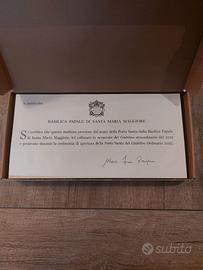 BASILICA PAPALE DI SANTA MARIA MAGGIORE
Si certifica che questo mattone proviene dal muro della Porta Santa della Basilica Papale
di Santa Maria Maggiore, ivi collocato in occasione del Giubileo straordinario del 2015
e prelevato durante la cerimonia di apertura della Porta Santa del Giubileo Ordinario 2025.
subito